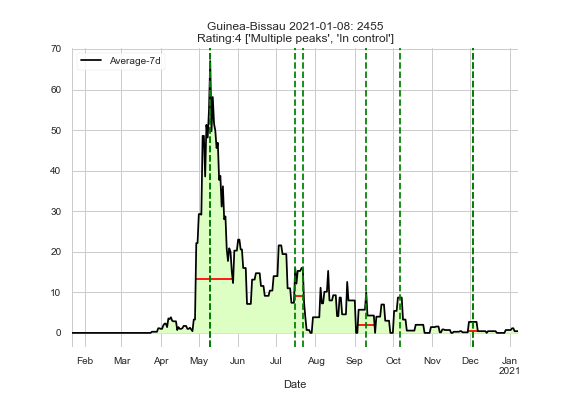 Guinea-Bissau 2021-01-08: 2455
Rating:4 ['Multiple peaks', 'In control']
70
Average-7d
60
50
40
30
20
10
0
Feb Mar Apr May Jun Jul Aug Sep Oct Nov Dec Jan
2021
Date